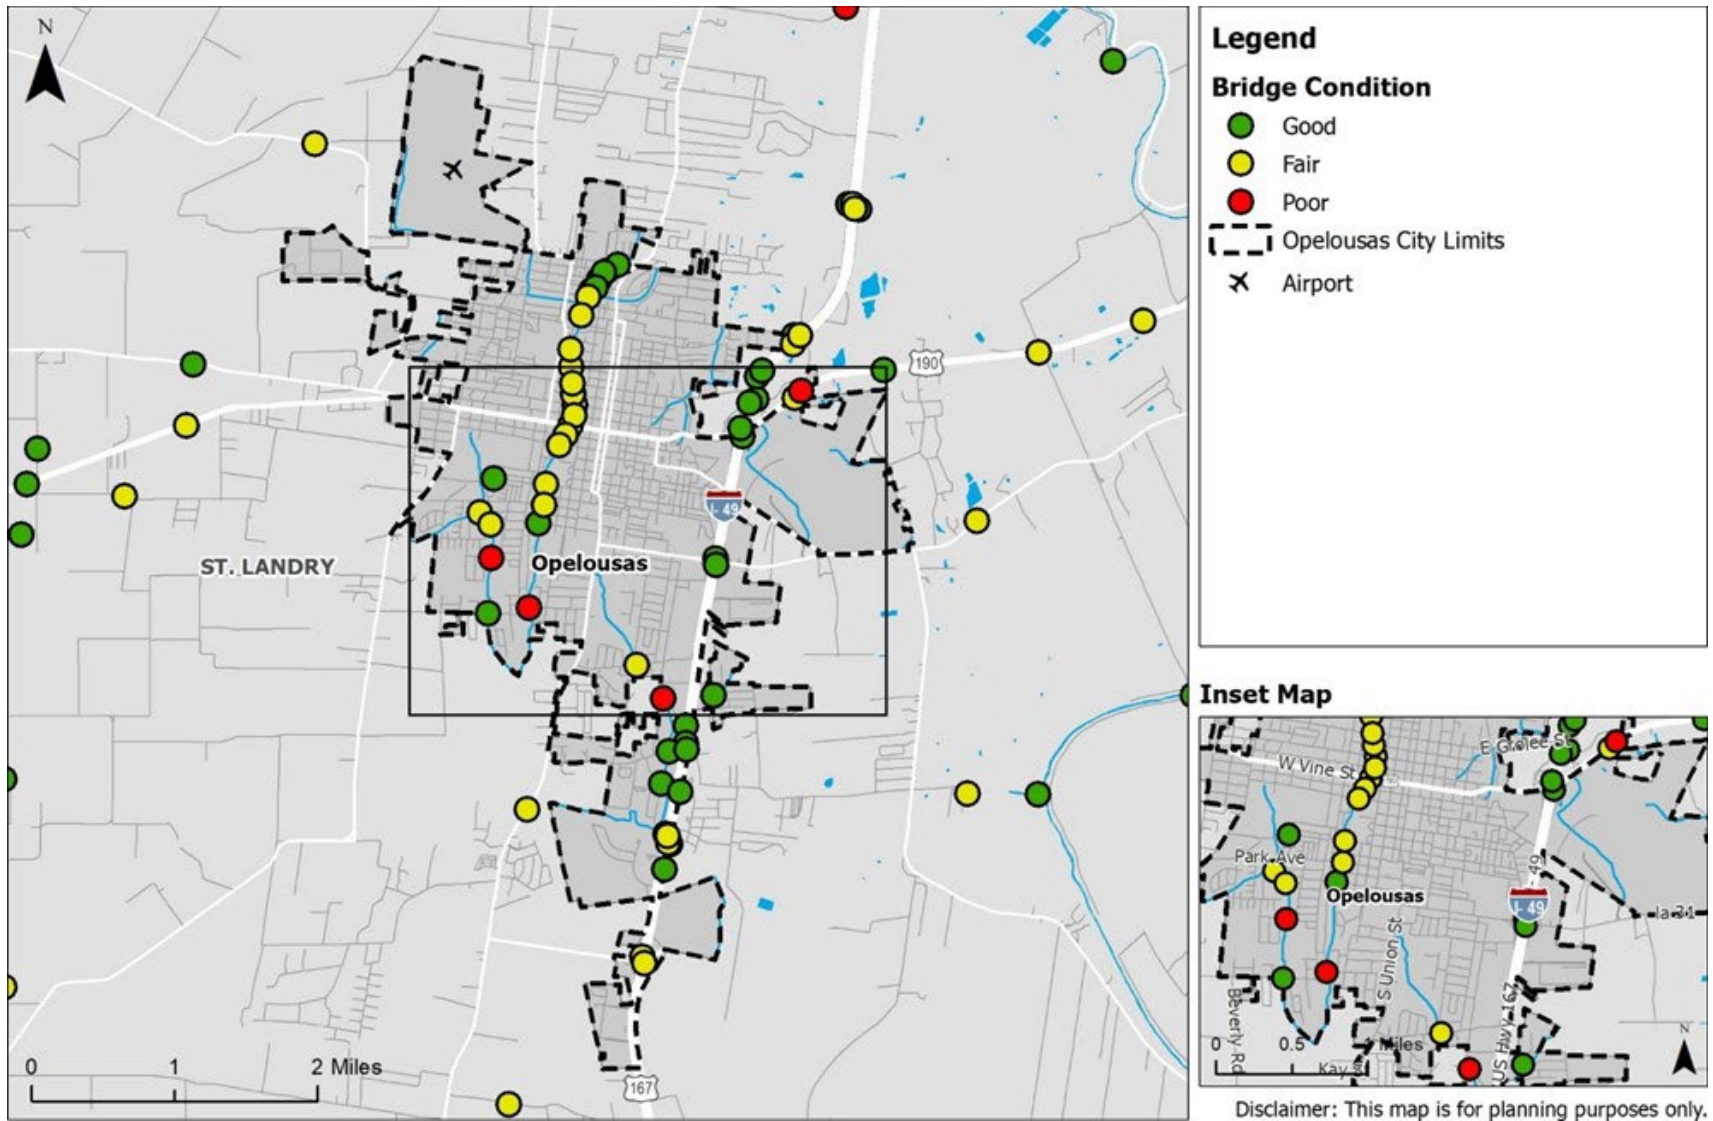 N
190
I-49
ST. LANDRY
Opelousas
0 1 2 Miles
167
Legend
Bridge Condition
Good
Fair
Poor
Opelousas City Limits
Airport
Inset Map
E Grolee St
W Vine St
Park Ave
49
Opelousas
I-49
la 31
S Union St
Beverly Rd
US Hwy 167
N
0 0.5 1 Miles
Kay
Disclaimer: This map is for planning purposes only.